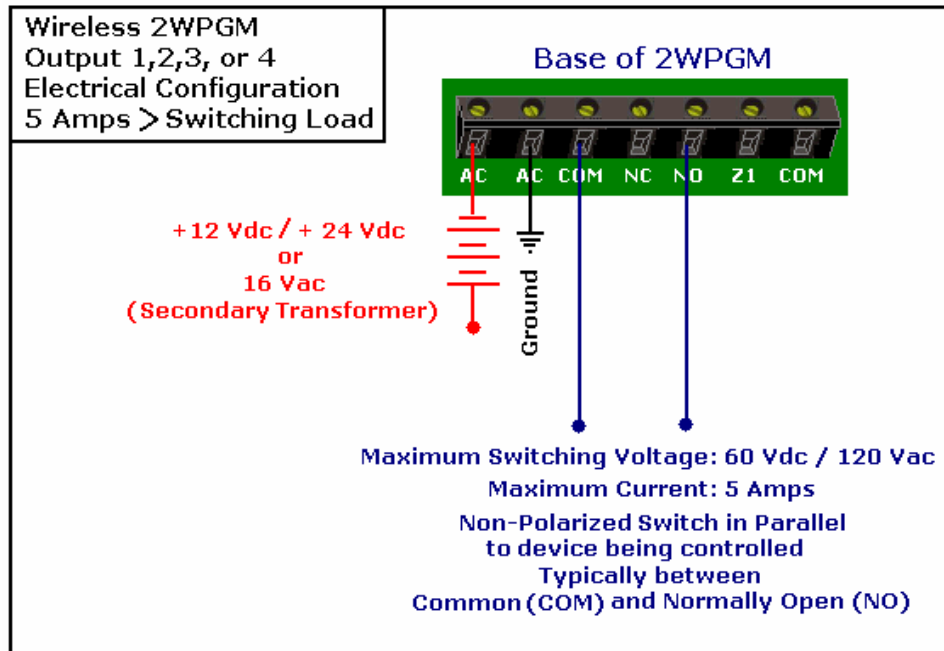 Wireless 2WPGM
Output 1,2,3, or 4
Electrical Configuration
5 Amps > Switching Load
Base of 2WPGM
AC AC COM NC NO Z1 COM
+12 Vdc / + 24 Vdc
or
16 Vac
(Secondary Transformer)
Ground
Maximum Switching Voltage: 60 Vdc / 120 Vac
Maximum Current: 5 Amps
Non-Polarized Switch in Parallel
to device being controlled
Typically between
Common (COM) and Normally Open (NO)